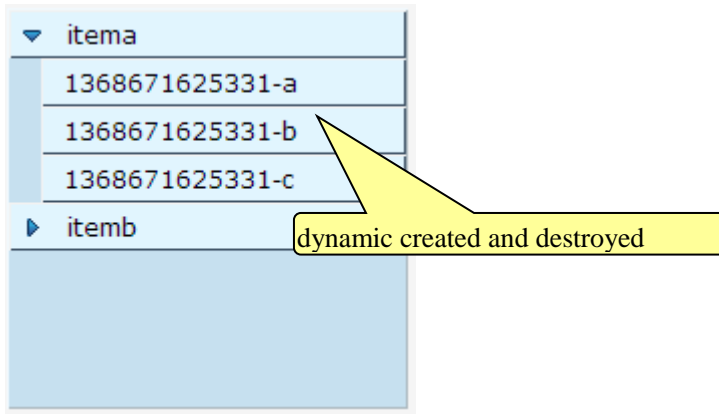 itema
1368671625331-a
1368671625331-b
1368671625331-c
itemb
dynamic created and destroyed